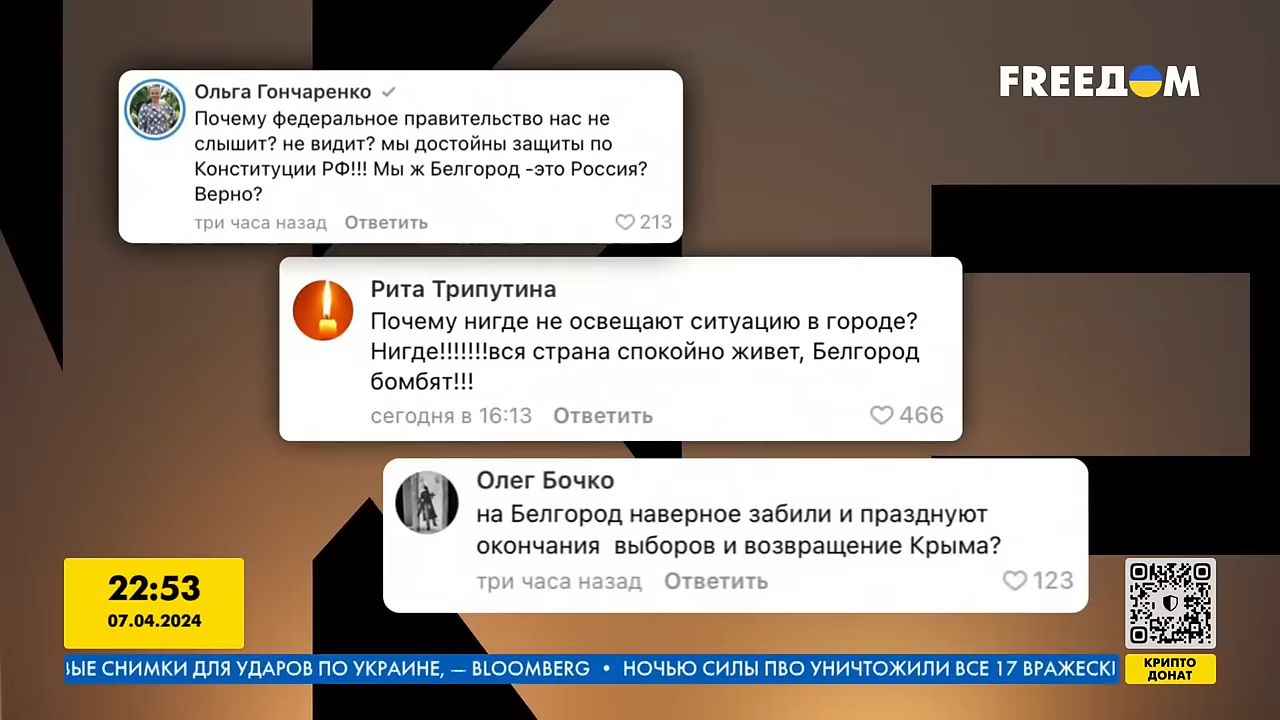 FREEДOM
Ольга Гончаренко
Почему федеральное правительство нас не
слышит? не видит? мы достойны защиты по
Конституции РФ!!! Мы ж Белгород -это Россия?
Верно?
три часа назад Ответить 213
Рита Трипутина
Почему нигде не освещают ситуацию в городе?
Нигде!!!!!!!вся страна спокойно живет, Белгород
бомбят!!!
сегодня в 16:13 Ответить 466
Олег Бочко
на Белгород наверное забили и празднуют
окончания выборов и возвращение Крыма?
три часа назад Ответить 123
22:53
07.04.2024
ЫЕ СНИМКИ ДЛЯ УДАРОВ ПО УКРАИНЕ, — BLOOMBERG • НОЧЬЮ СИЛЫ ПВО УНИЧТОЖИЛИ ВСЕ 17 ВРАЖЕСК
КРИПТО
ДОНАТ